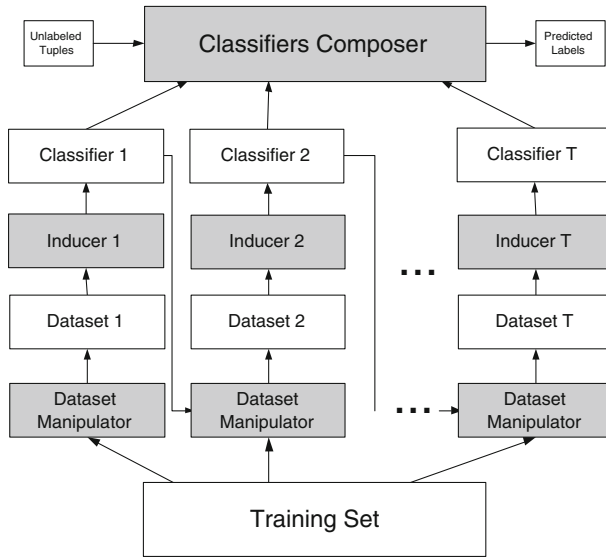 Unlabeled
Tuples
Classifiers Composer
Predicted
Labels
Classifier 1
Classifier 2
Classifier T
Inducer 1
Inducer 2
Inducer T
...
Dataset 1
Dataset 2
Dataset T
Dataset
Manipulator
Dataset
Manipulator
...
Dataset
Manipulator
Training Set